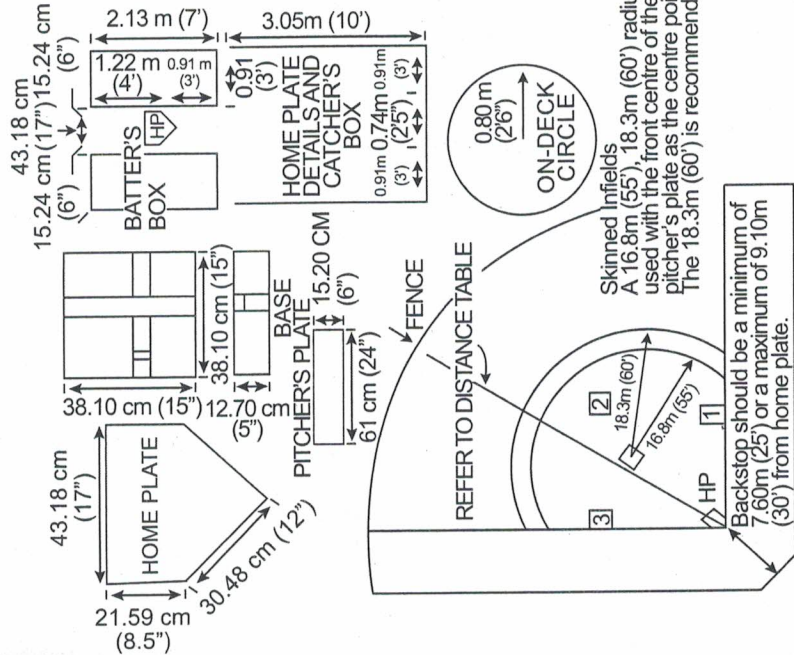 43.18 cm
(17”)
21.59 cm
(8.5”)
HOME PLATE
30.48 cm (12”)
38.10 cm (15”)
38.10 cm (15”)
12.70 cm
(5”)
BASE
PITCHER’S PLATE
15.20 CM
(6”)
61 cm (24”)
43.18 cm
(17”)
15.24 cm
(6”)
15.24 cm
(6”)
BATTER’S
BOX
HP
2.13 m (7’)
1.22 m
(4’)
0.91 m
(3’)
3.05m (10’)
0.91
(3’)
HOME PLATE
DETAILS AND
CATCHER’S
BOX
0.91m 0.74m 0.91m
(3’) (2’5”) (3’)
0.80 m
(2’6”)
ON-DECK
CIRCLE
FENCE
REFER TO DISTANCE TABLE
3
2
1
18.3m (60’)
16.8m (55’)
HP
Skinned Infields
A 16.8m (55’), 18.3m (60’) radiu
used with the front centre of the
pitcher’s plate as the centre poi
The 18.3m (60’) is recommend
Backstop should be a minimum of
7.60m (25’) or a maximum of 9.10m
(30’) from home plate.